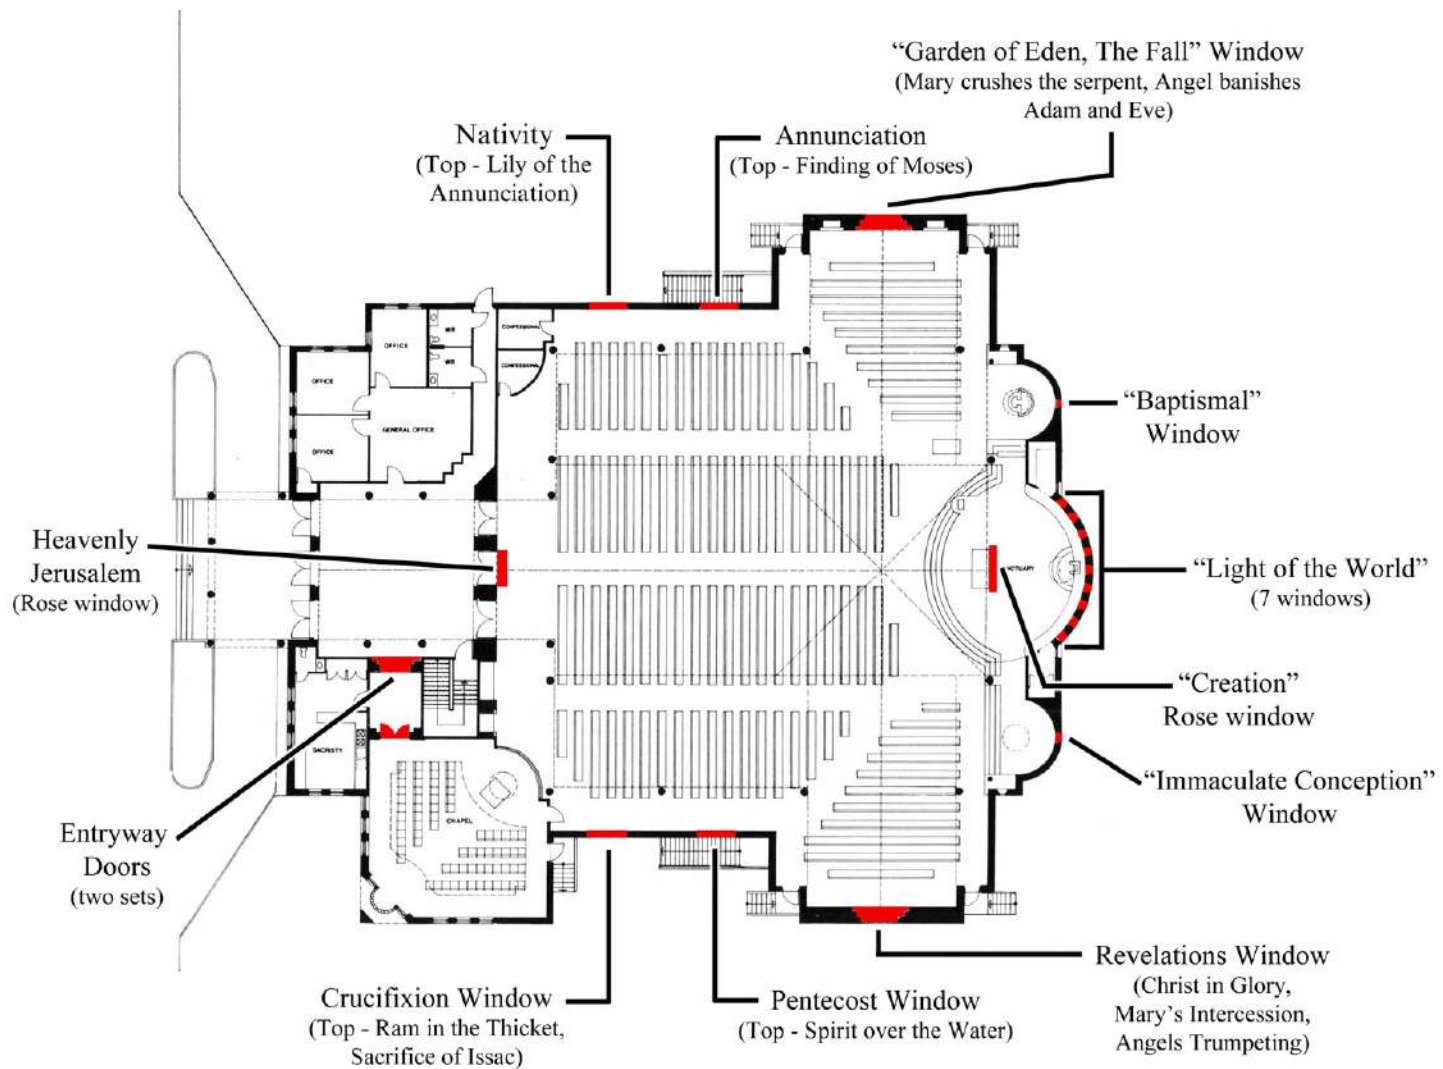 “Garden of Eden, The Fall” Window
(Mary crushes the serpent, Angel banishes
Adam and Eve)
Nativity
(Top - Lily of the
Annunciation)
Annunciation
(Top - Finding of Moses)
OFFICE
WR
CONFESSIONAL
WR
CONFESSIONAL
OFFICE
GENERAL OFFICE
OFFICE
“Baptismal”
Window
Heavenly
Jerusalem
(Rose window)
CTUARY
“Light of the World”
(7 windows)
“Creation”
Rose window
SACRISTY
“Immaculate Conception”
Window
CHAPEL
Entryway
Doors
(two sets)
Crucifixion Window
(Top - Ram in the Thicket,
Sacrifice of Issac)
Pentecost Window
(Top - Spirit over the Water)
Revelations Window
(Christ in Glory,
Mary’s Intercession,
Angels Trumpeting)